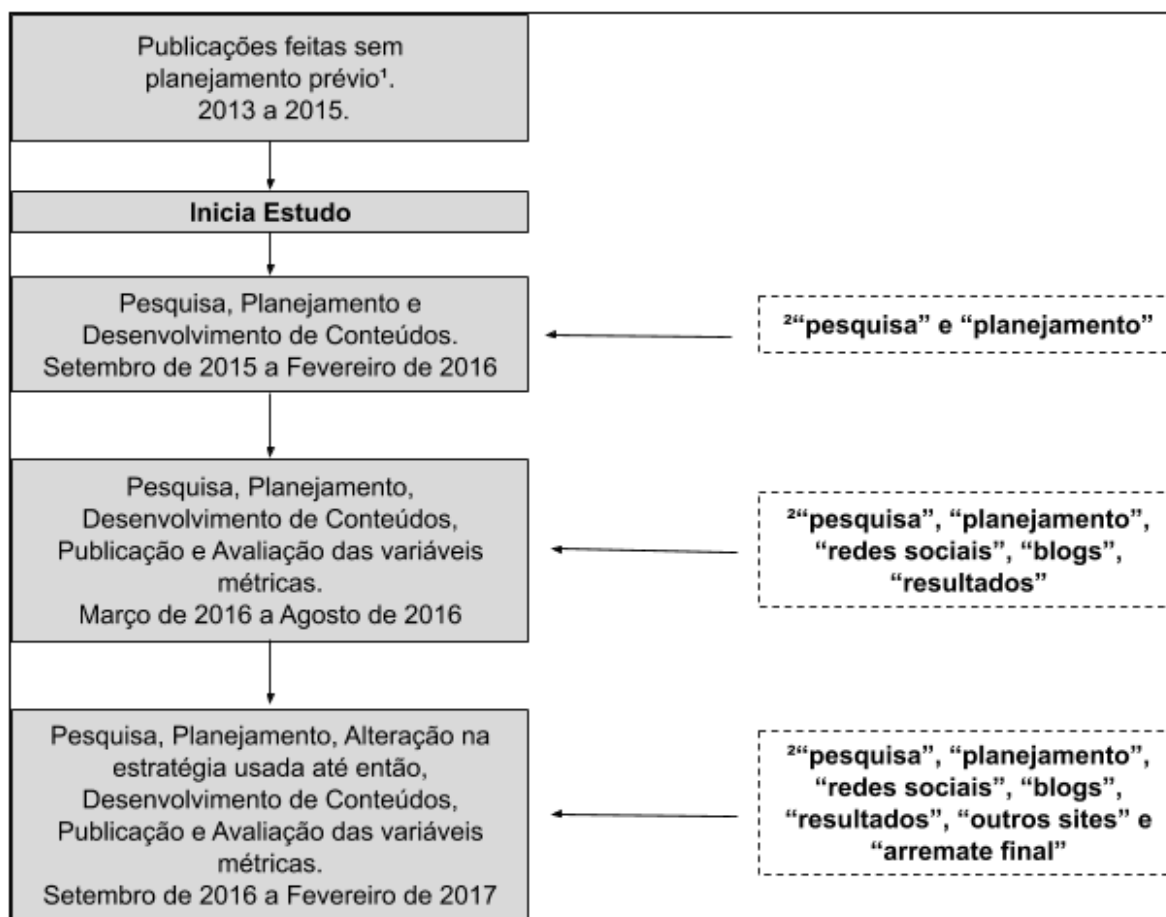 Publicações feitas sem
planejamento prévio¹.
2013 a 2015.
Inicia Estudo
Pesquisa, Planejamento e
Desenvolvimento de Conteúdos.
Setembro de 2015 a Fevereiro de 2016
²“pesquisa” e “planejamento”
Pesquisa, Planejamento,
Desenvolvimento de Conteúdos,
Publicação e Avaliação das variáveis
métricas.
Março de 2016 a Agosto de 2016
²“pesquisa”, “planejamento”,
“redes sociais”, “blogs”,
“resultados”
Pesquisa, Planejamento, Alteração na
estratégia usada até então,
Desenvolvimento de Conteúdos,
Publicação e Avaliação das variáveis
métricas.
Setembro de 2016 a Fevereiro de 2017
²“pesquisa”, “planejamento”,
“redes sociais”, “blogs”,
“resultados”, “outros sites” e
“arremate final”